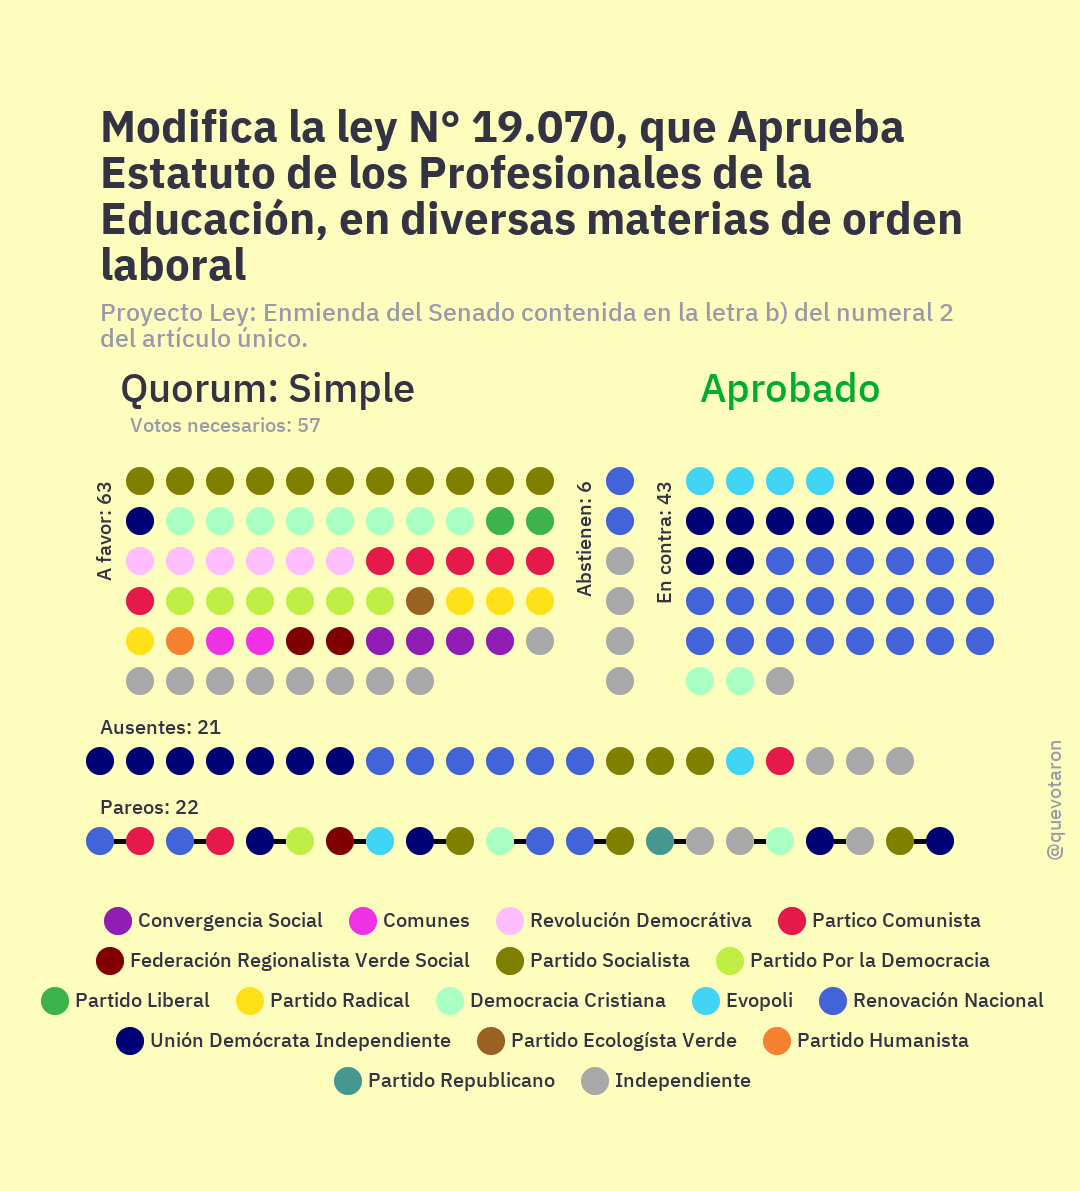 Modifica la ley N° 19.070, que Aprueba
Estatuto de los Profesionales de la
Educación, en diversas materias de orden
laboral
Proyecto Ley: Enmienda del Senado contenida en la letra b) del numeral 2
del artículo único.
Quorum: Simple
Aprobado
Votos necesarios: 57
A favor: 63
Abstienen: 6
En contra: 43
Ausentes: 21
Pareos: 22
@quevotaron
Convergencia Social
Comunes
Revolución Democrátiva
Partico Comunista
Federación Regionalista Verde Social
Partido Socialista
Partido Por la Democracia
Partido Liberal
Partido Radical
Democracia Cristiana
Evopoli
Renovación Nacional
Unión Demócrata Independiente
Partido Ecologísta Verde
Partido Humanista
Partido Republicano
Independiente